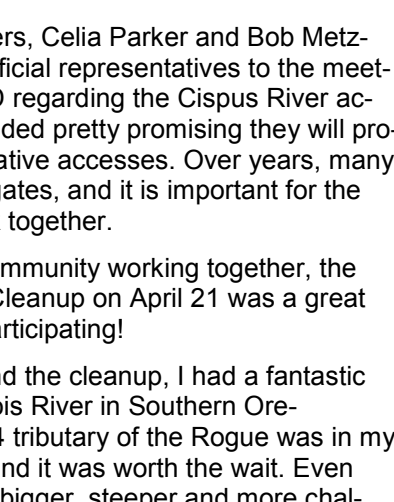 ers, Celia Parker and Bob Metz-
ficial representatives to the meet-
D regarding the Cispus River ac-
ded pretty promising they will pro-
ative accesses. Over years, many
gates, and it is important for the
together.
ommunity working together, the
Cleanup on April 21 was a great
articipating!
nd the cleanup, I had a fantastic
ois River in Southern Ore-
4 tributary of the Rogue was in my
and it was worth the wait. Even
bigger, steeper and more chal-